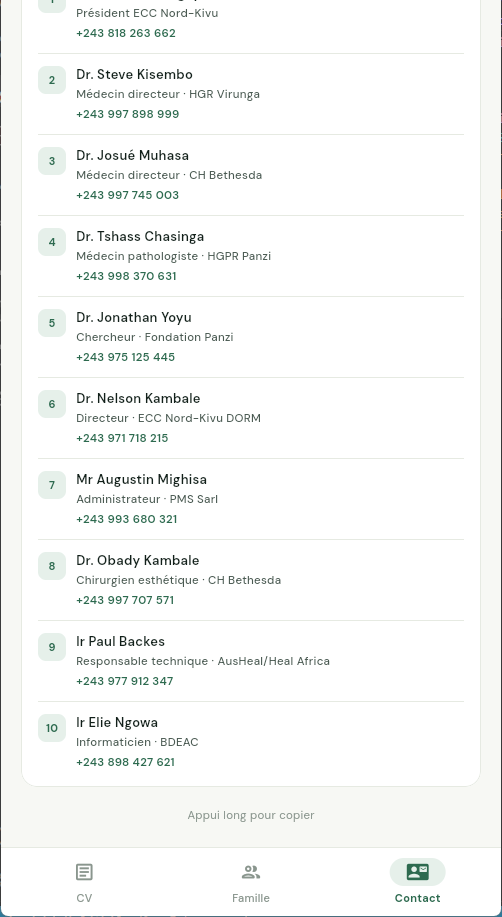 Président ECC Nord-Kivu
+243 818 263 662
2
Dr. Steve Kisembo
Médecin directeur · HGR Virunga
+243 997 898 999
3
Dr. Josué Muhasa
Médecin directeur · CH Bethesda
+243 997 745 003
4
Dr. Tshass Chasinga
Médecin pathologiste · HGPR Panzi
+243 998 370 631
5
Dr. Jonathan Yoyu
Chercheur · Fondation Panzi
+243 975 125 445
6
Dr. Nelson Kambale
Directeur · ECC Nord-Kivu DORM
+243 971 718 215
7
Mr Augustin Mighisa
Administrateur · PMS Sarl
+243 993 680 321
8
Dr. Obady Kambale
Chirurgien esthétique · CH Bethesda
+243 997 707 571
9
Ir Paul Backes
Responsable technique · AusHeal/Heal Africa
+243 977 912 347
10
Ir Elie Ngowa
Informaticien · BDEAC
+243 898 427 621
Appui long pour copier
CV Famille Contact